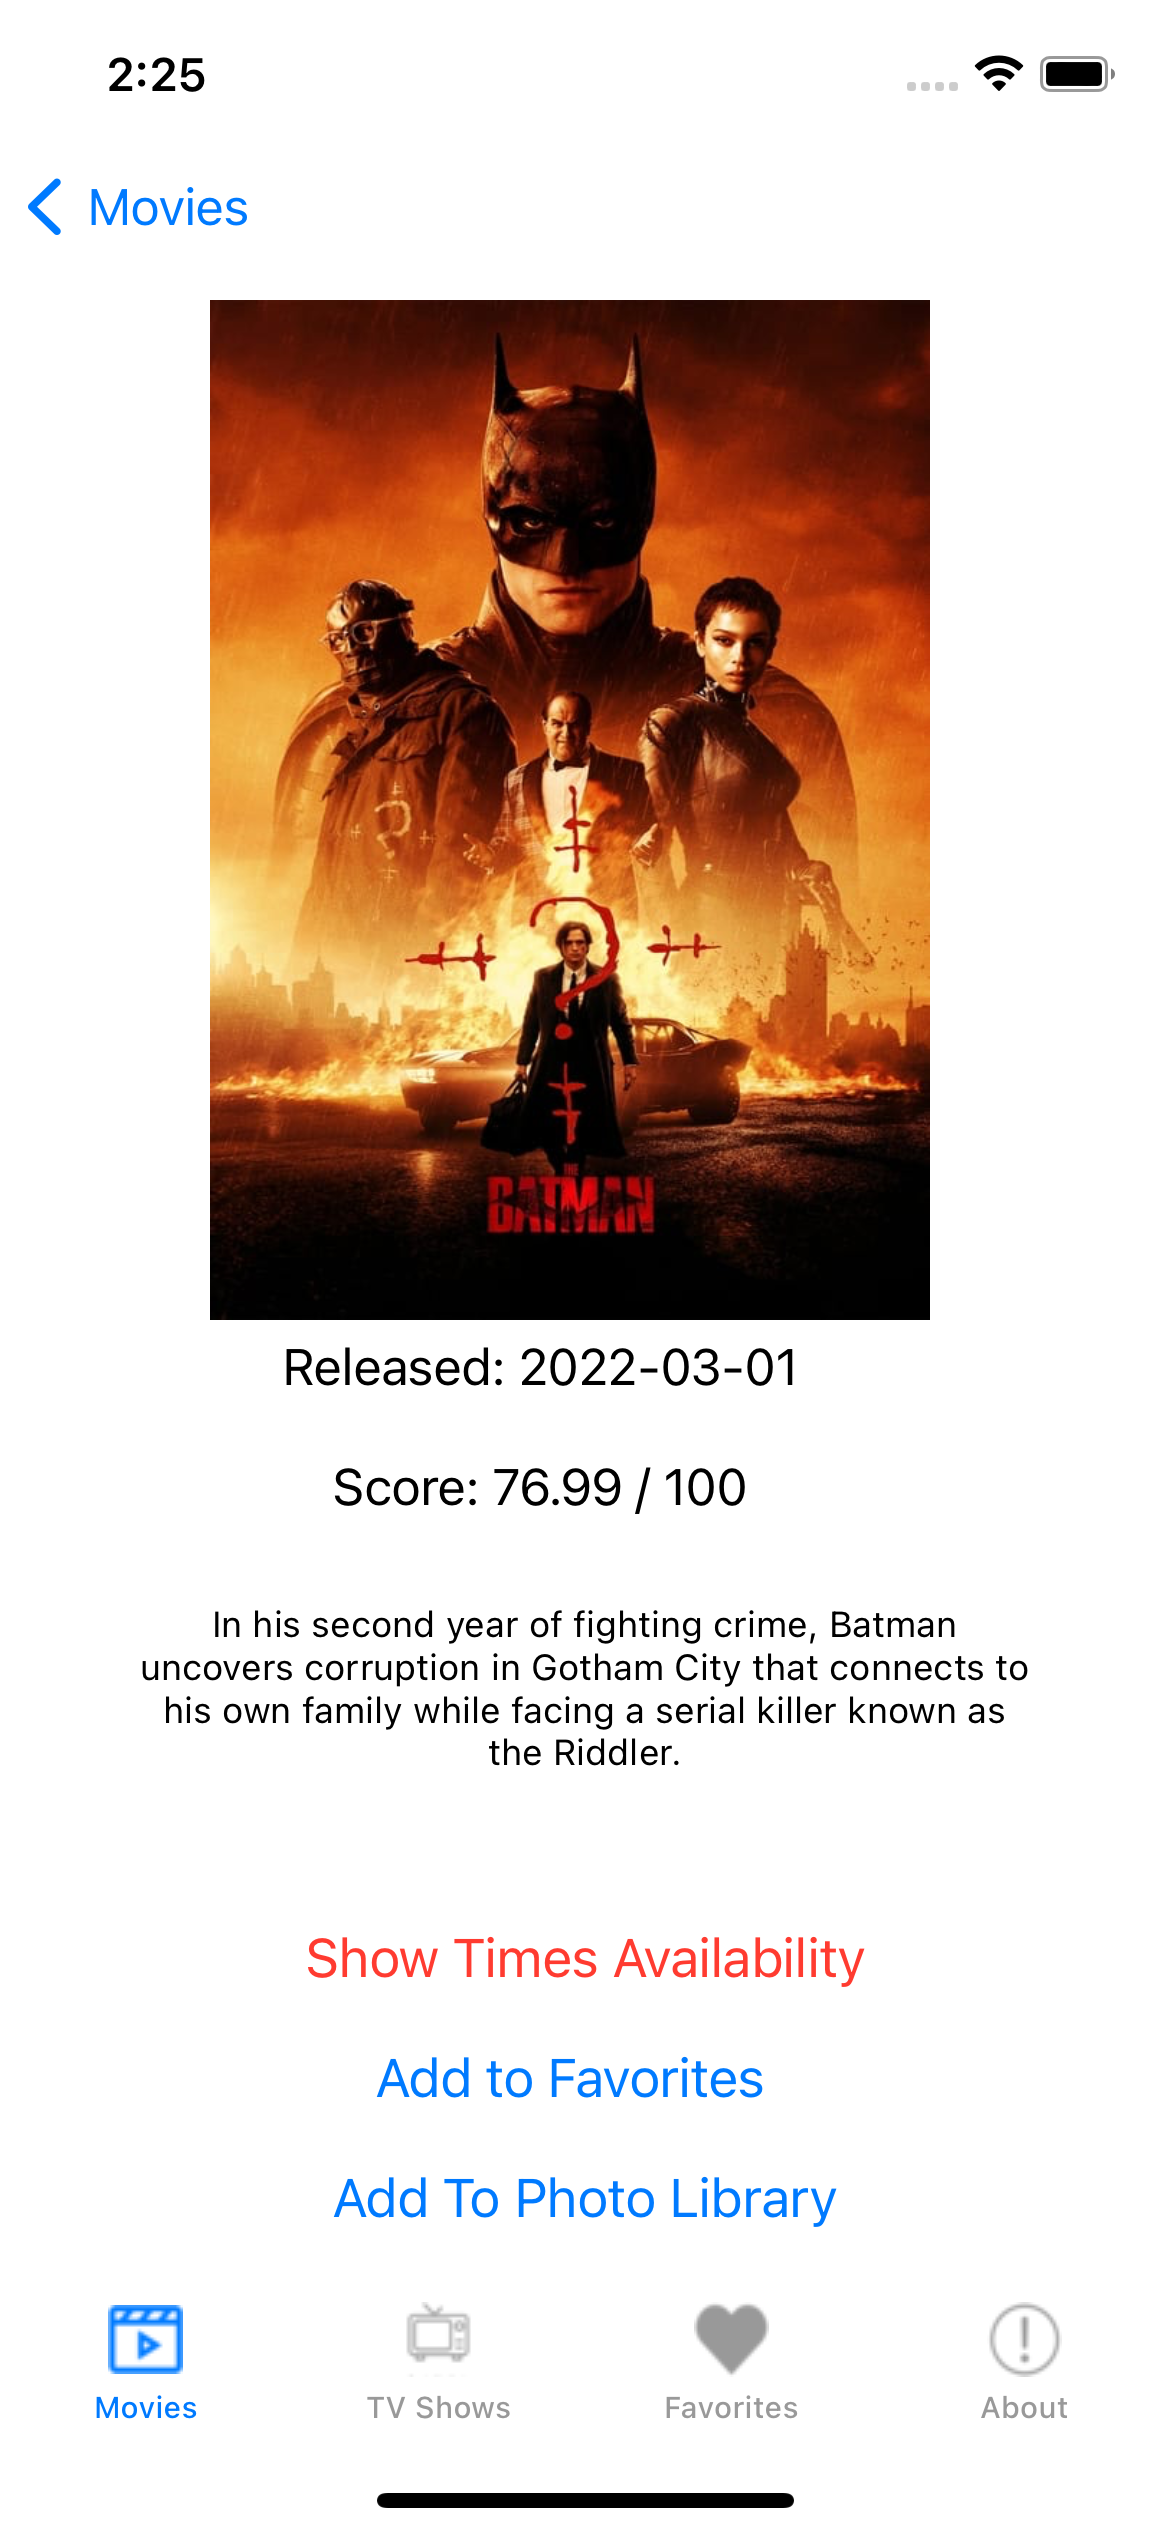 2:25
Movies
THE
BATMAN
Released: 2022-03-01
Score: 76.99 / 100
In his second year of fighting crime, Batman
uncovers corruption in Gotham City that connects to
his own family while facing a serial killer known as
the Riddler.
Show Times Availability
Add to Favorites
Add To Photo Library
Movies
TV Shows
Favorites
About